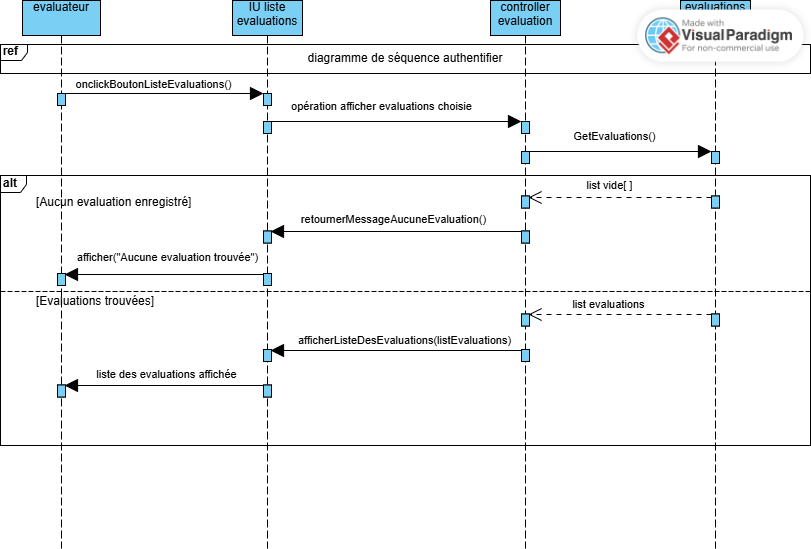 evaluateur
IU liste
evaluations
controller
evaluation
evaluations
Made with
VisualParadigm
For non-commercial use
ref
diagramme de séquence authentifier
onclickBoutonListeEvaluations()
opération afficher evaluations choisie
GetEvaluations()
alt
list vide[ ]
[Aucun evaluation enregistré]
retournerMessageAucuneEvaluation()
afficher("Aucune evaluation trouvée")
[Evaluations trouvées]
list evaluations
afficherListeDesEvaluations(listEvaluations)
liste des evaluations affichée